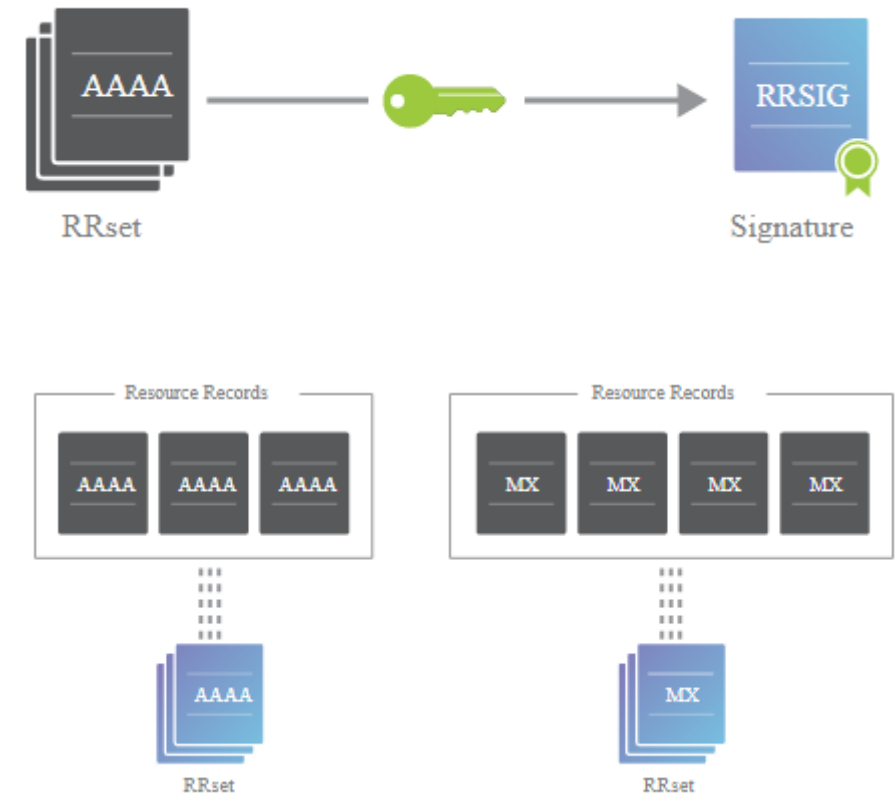 AAAA
RRSIG
RRset
Signature
Resource Records
Resource Records
AAAA AAAA AAAA
MX MX MX MX
AAAA
MX
RRset
RRset